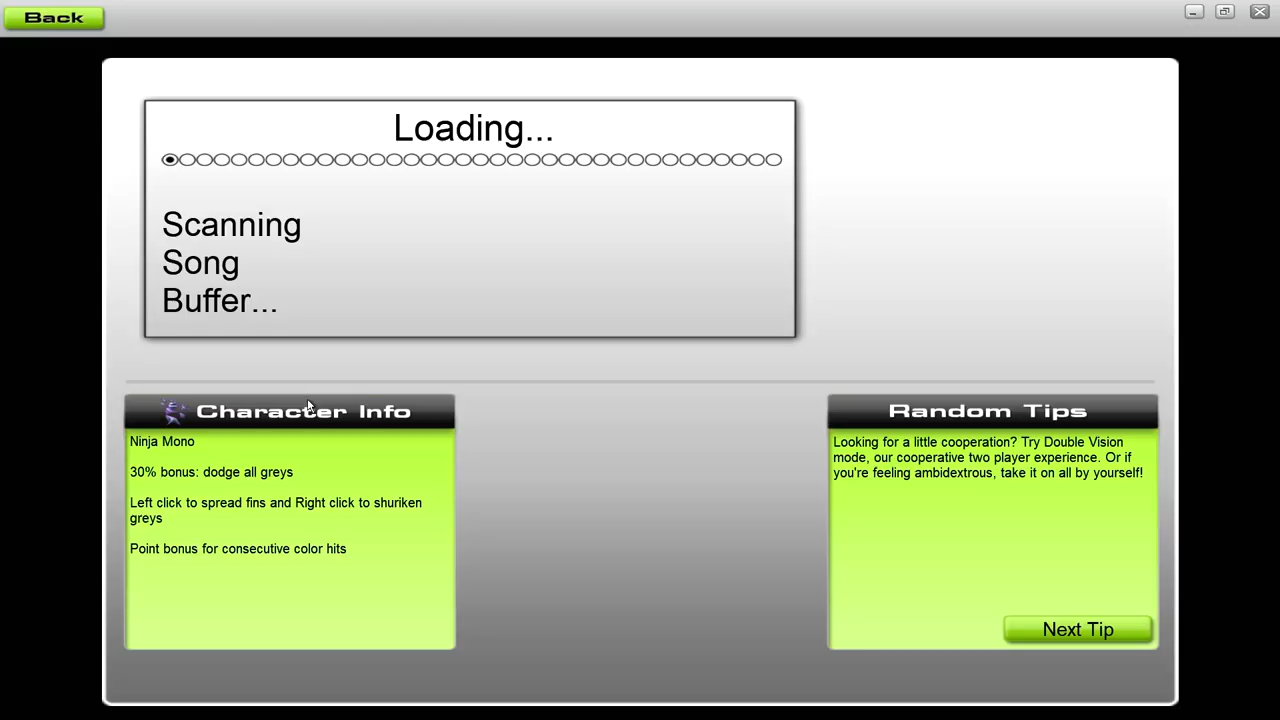 Back
Loading...
Scanning
Song
Buffer...
Character Info
Ninja Mono
30% bonus: dodge all greys
Left click to spread fins and Right click to shuriken
greys
Point bonus for consecutive color hits
Random Tips
Looking for a little cooperation? Try Double Vision
mode, our cooperative two player experience. Or if
you're feeling ambidextrous, take it on all by yourself!
Next Tip